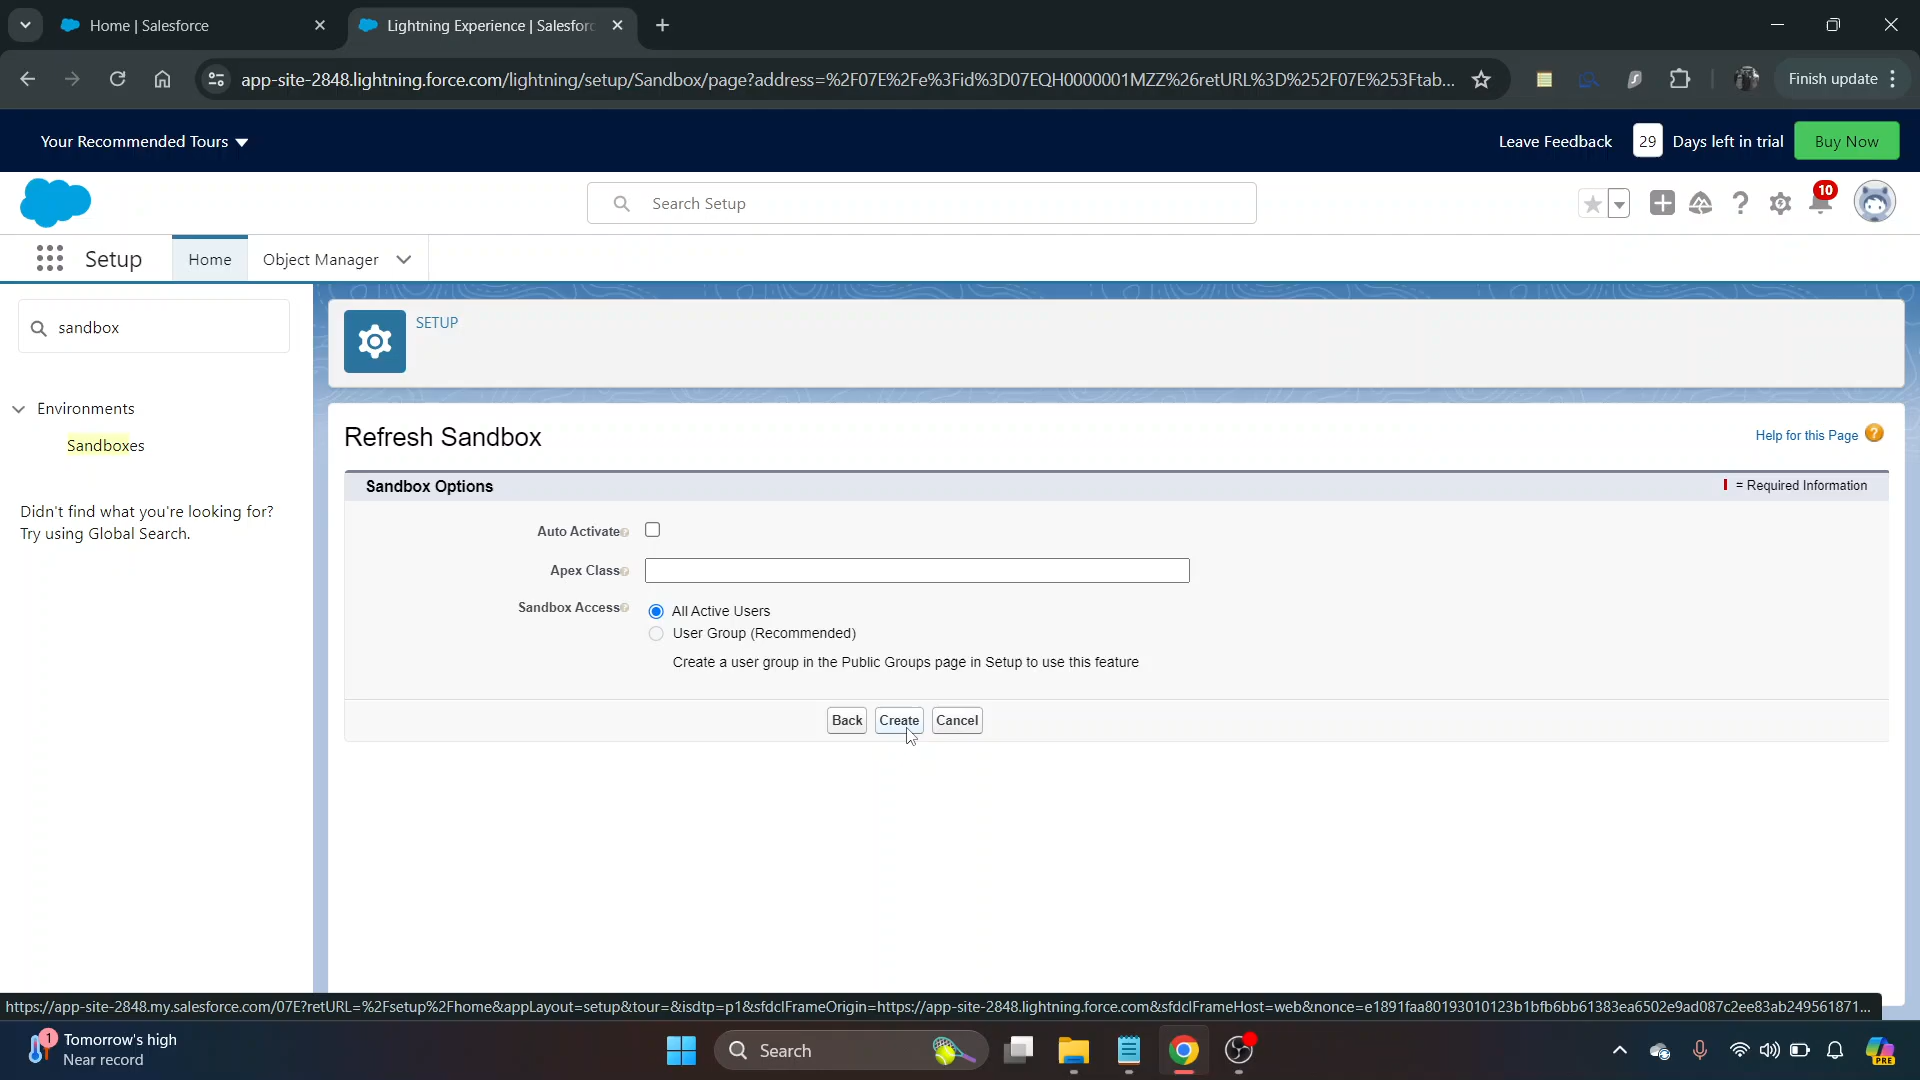 Home | Salesforce
Lightning Experience | Salesforc
app-site-2848.lightning.force.com/lightning/setup/Sandbox/page?address=%2F07E%2Fe%3Fid%3D07EQH0000001MZZ%26retURL%3D%252F07E%253Ftab...
Finish update
Your Recommended Tours
Leave Feedback
29
Days left in trial
Buy Now
Search Setup
10
Setup
Home
Object Manager
sandbox
SETUP
Environments
Sandboxes
Didn't find what you're looking for?
Try using Global Search.
Refresh Sandbox
Help for this Page
?
Sandbox Options
= Required Information
Auto Activate
Apex Class
Sandbox Access
All Active Users
User Group (Recommended)
Create a user group in the Public Groups page in Setup to use this feature
Back
Create
Cancel
https://app-site-2848.my.salesforce.com/07E?retURL=%2Fsetup%2Fhome&appLayout=setup&tour=&isdtp=p1&sfdcIFrameOrigin=https://app-site-2848.lightning.force.com&sfdcIFrameHost=web&nonce=e1891faa80193010123b1bfb6bb61383ea6502e9ad087c2ee83ab249561871...
1
Tomorrow's high
Near record
Search
PRE